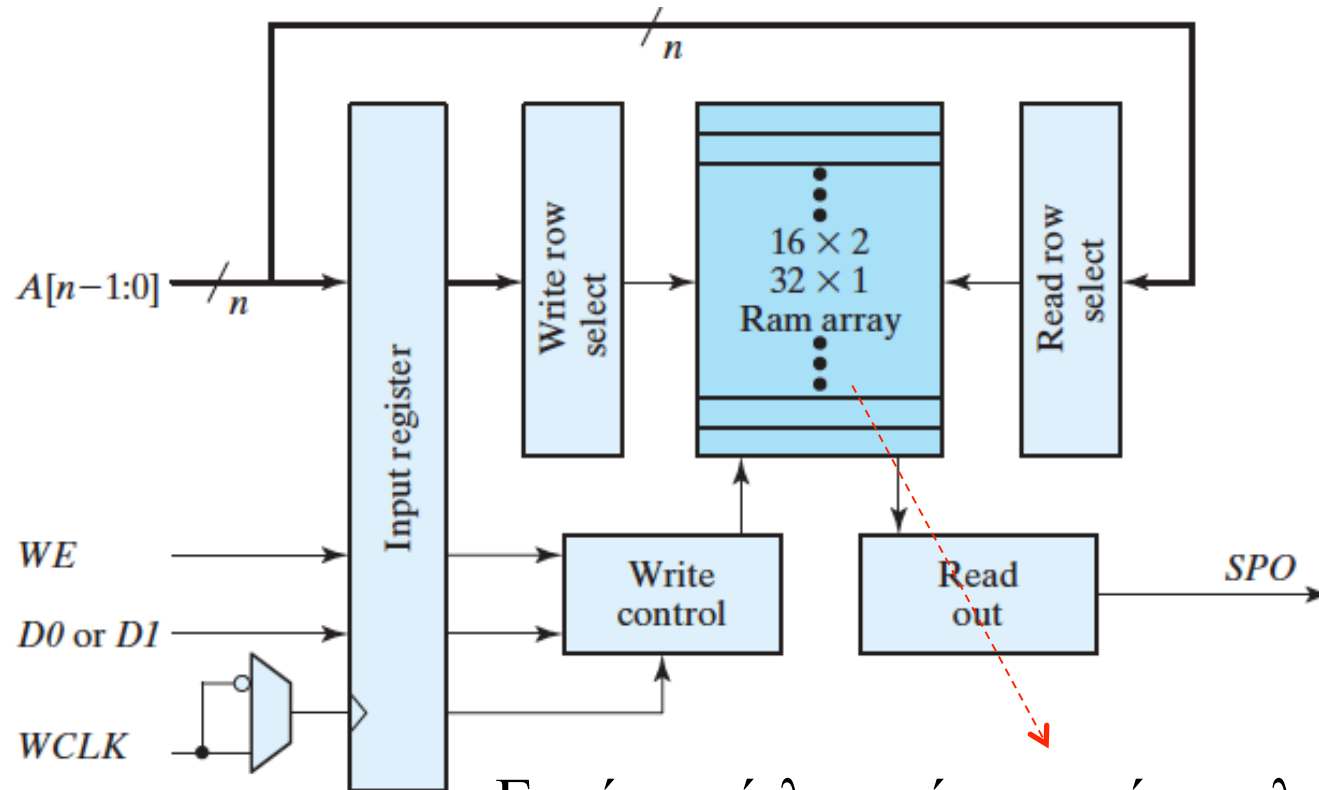 n
A[n−1:0]
n
Input register
Write row
select
16 × 2
32 × 1
Ram array
Read row
select
WE
D0 or D1
WCLK
Write
control
Read
out
SPO